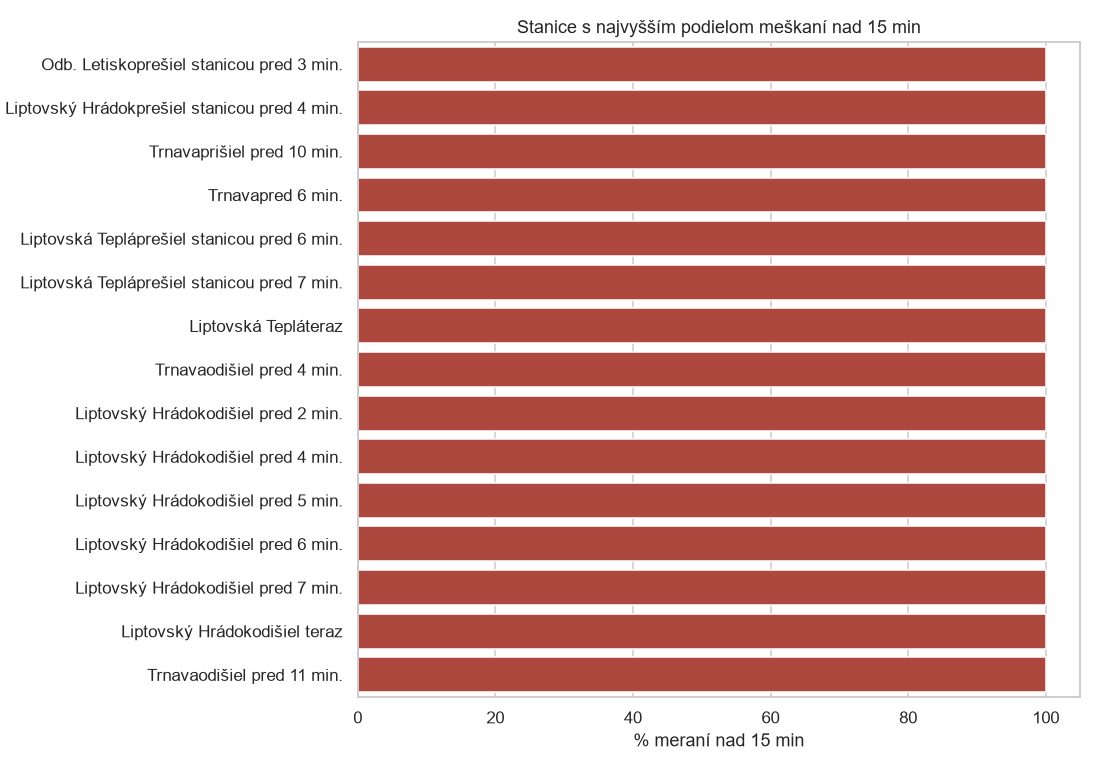 Stanice s najvyšším podielom meškaní nad 15 min
Odb. Letiskoprešiel stanicou pred 3 min.
Liptovský Hrádokprešiel stanicou pred 4 min.
Trnavaprišiel pred 10 min.
Trnavapred 6 min.
Liptovská Tepláprešiel stanicou pred 6 min.
Liptovská Tepláprešiel stanicou pred 7 min.
Liptovská Tepláteraz
Trnavaodišiel pred 4 min.
Liptovský Hrádokodišiel pred 2 min.
Liptovský Hrádokodišiel pred 4 min.
Liptovský Hrádokodišiel pred 5 min.
Liptovský Hrádokodišiel pred 6 min.
Liptovský Hrádokodišiel pred 7 min.
Liptovský Hrádokodišiel teraz
Trnavaodišiel pred 11 min.
0 20 40 60 80 100
% meraní nad 15 min